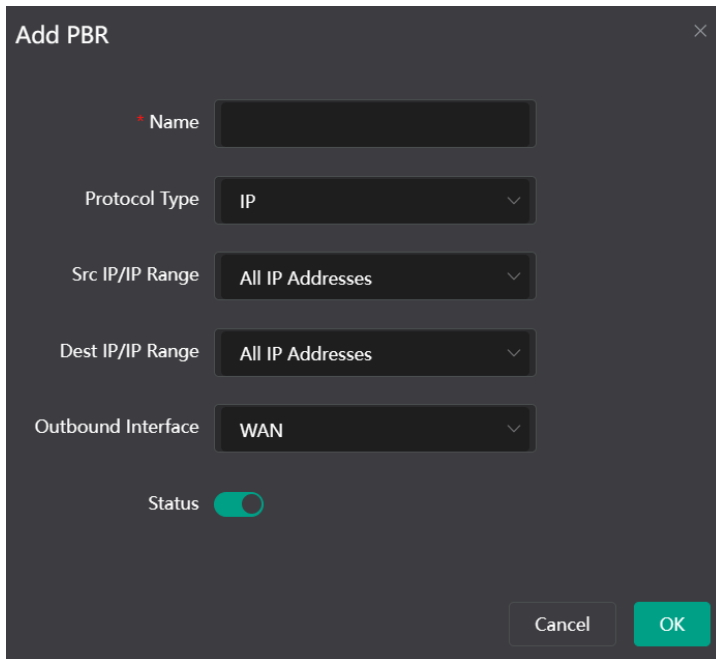 Add PBR
* Name
Protocol Type IP
Src IP/IP Range All IP Addresses
Dest IP/IP Range All IP Addresses
Outbound Interface WAN
Status
Cancel OK